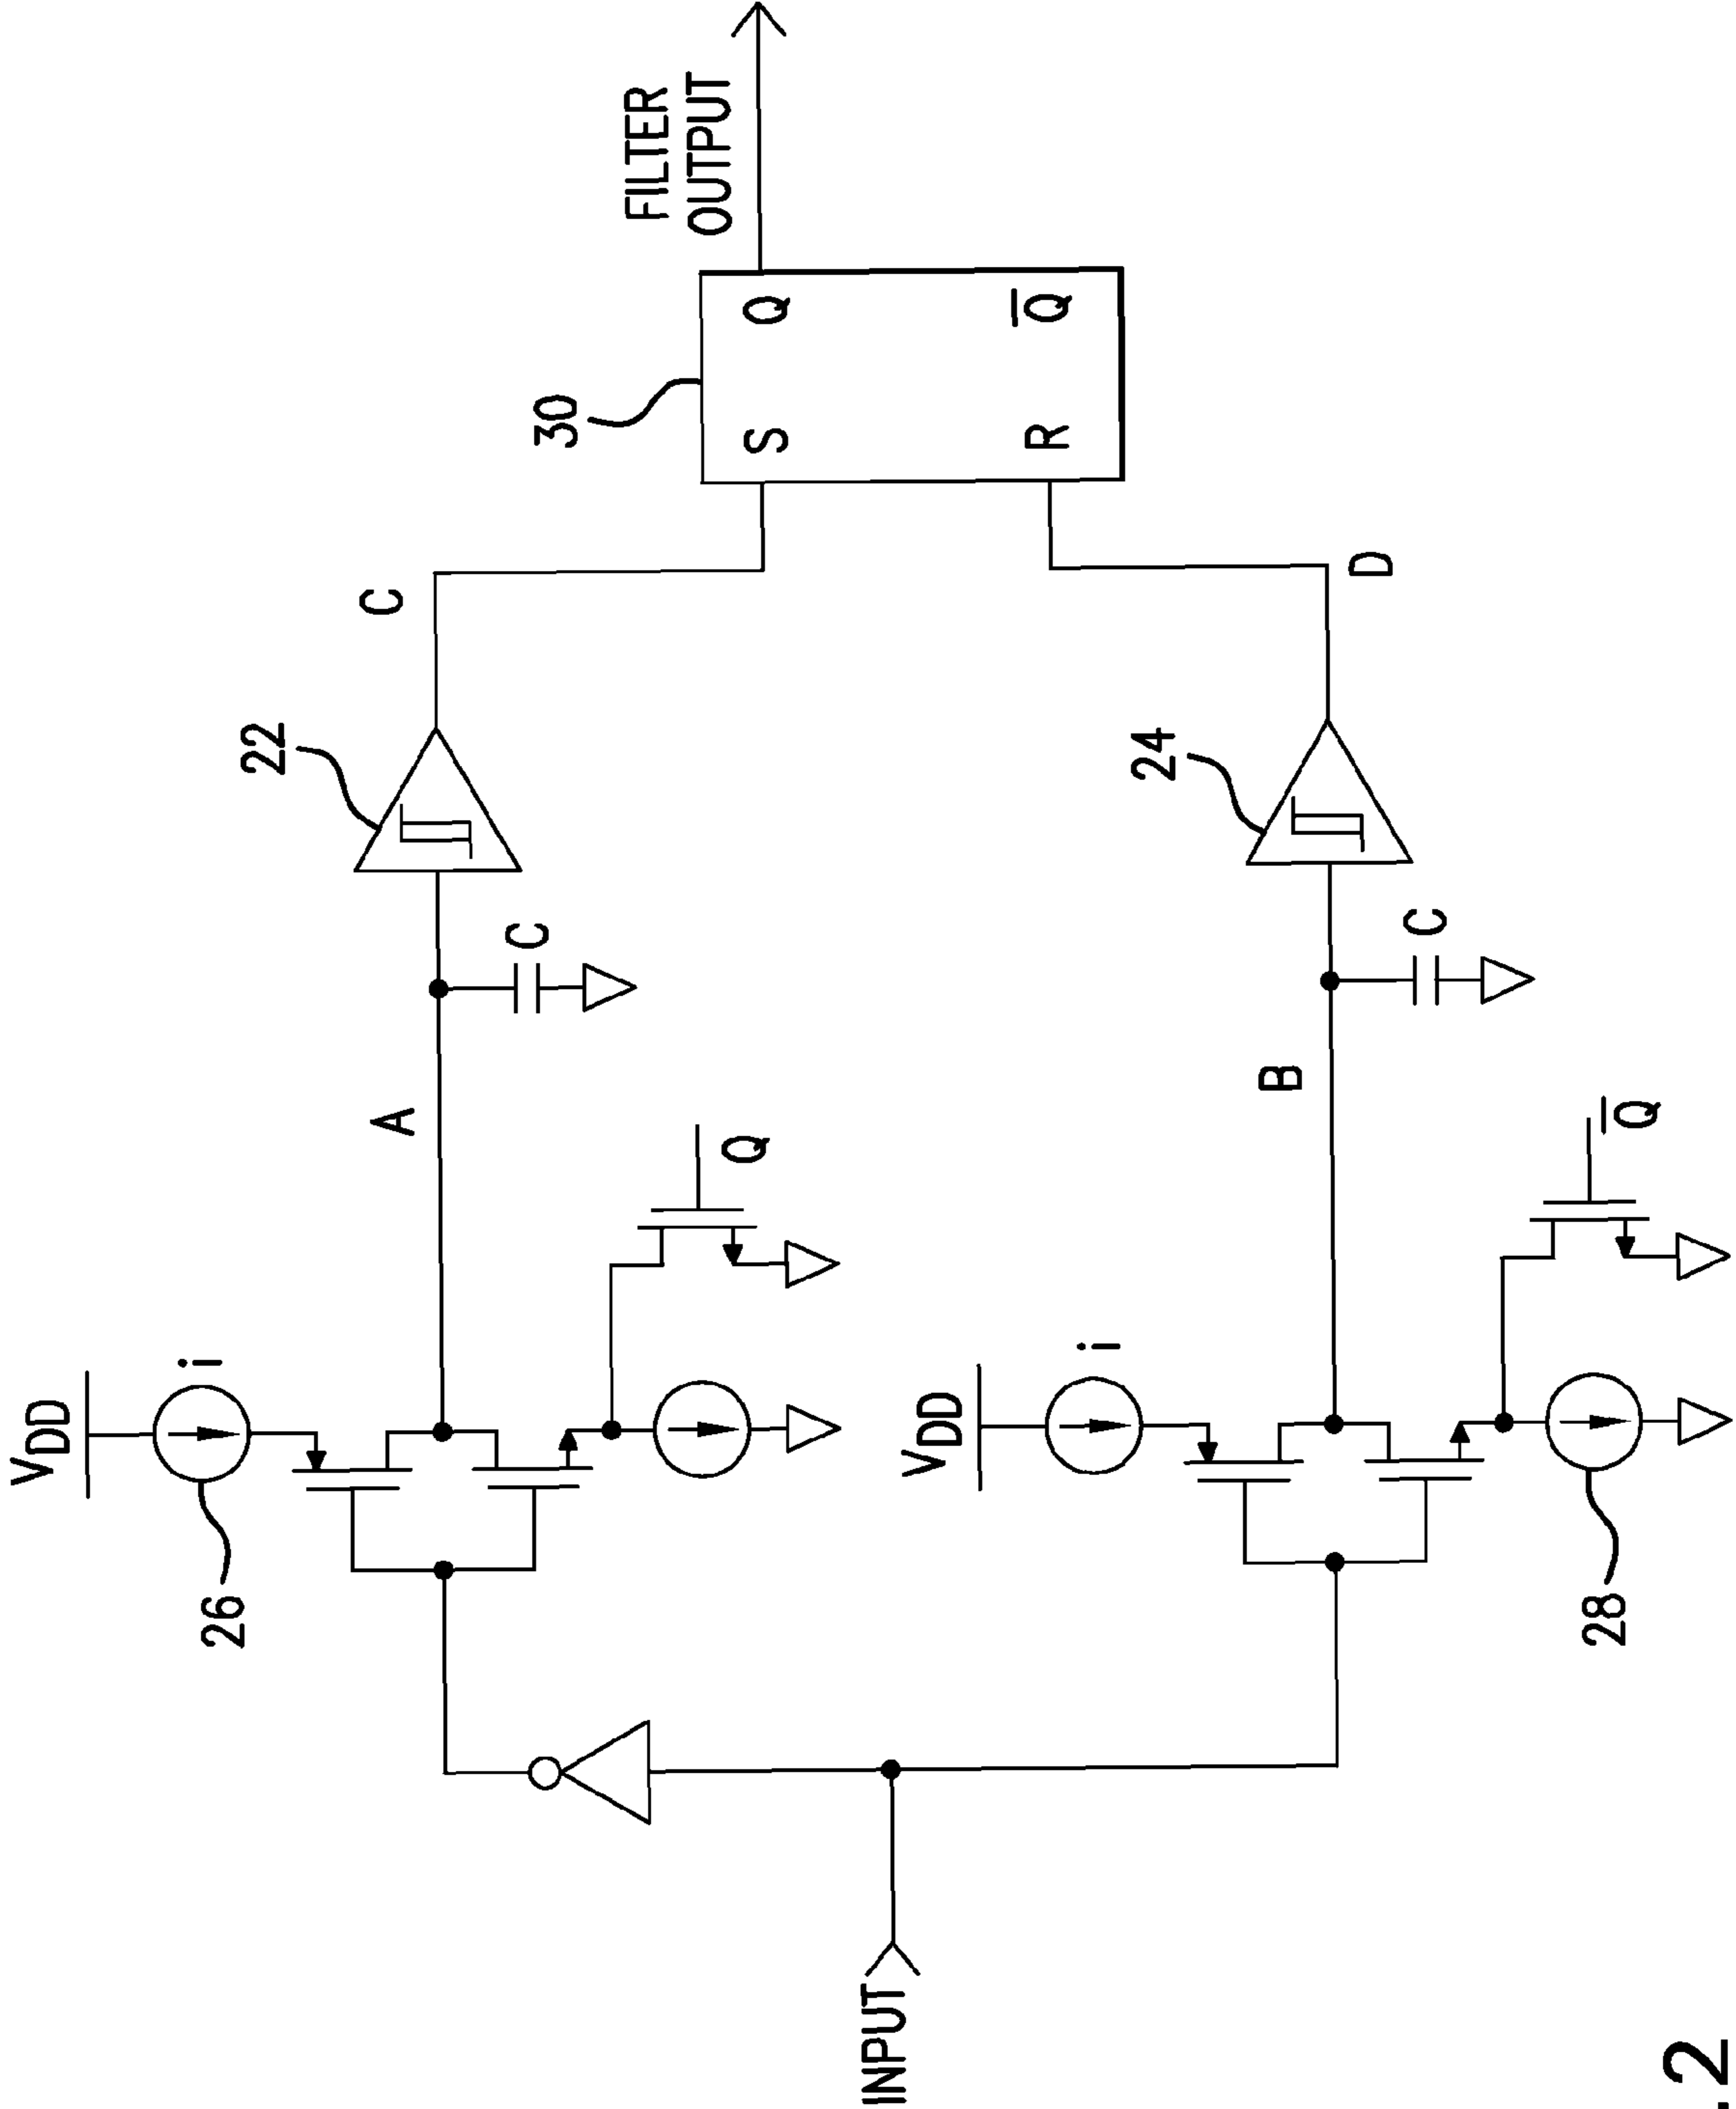 VDD
i
26
A
Q
C
22
C
30
S
Q
R
Q̅
FILTER
OUTPUT
INPUT
VDD
i
28
B
Q̅
C
24
D
.2